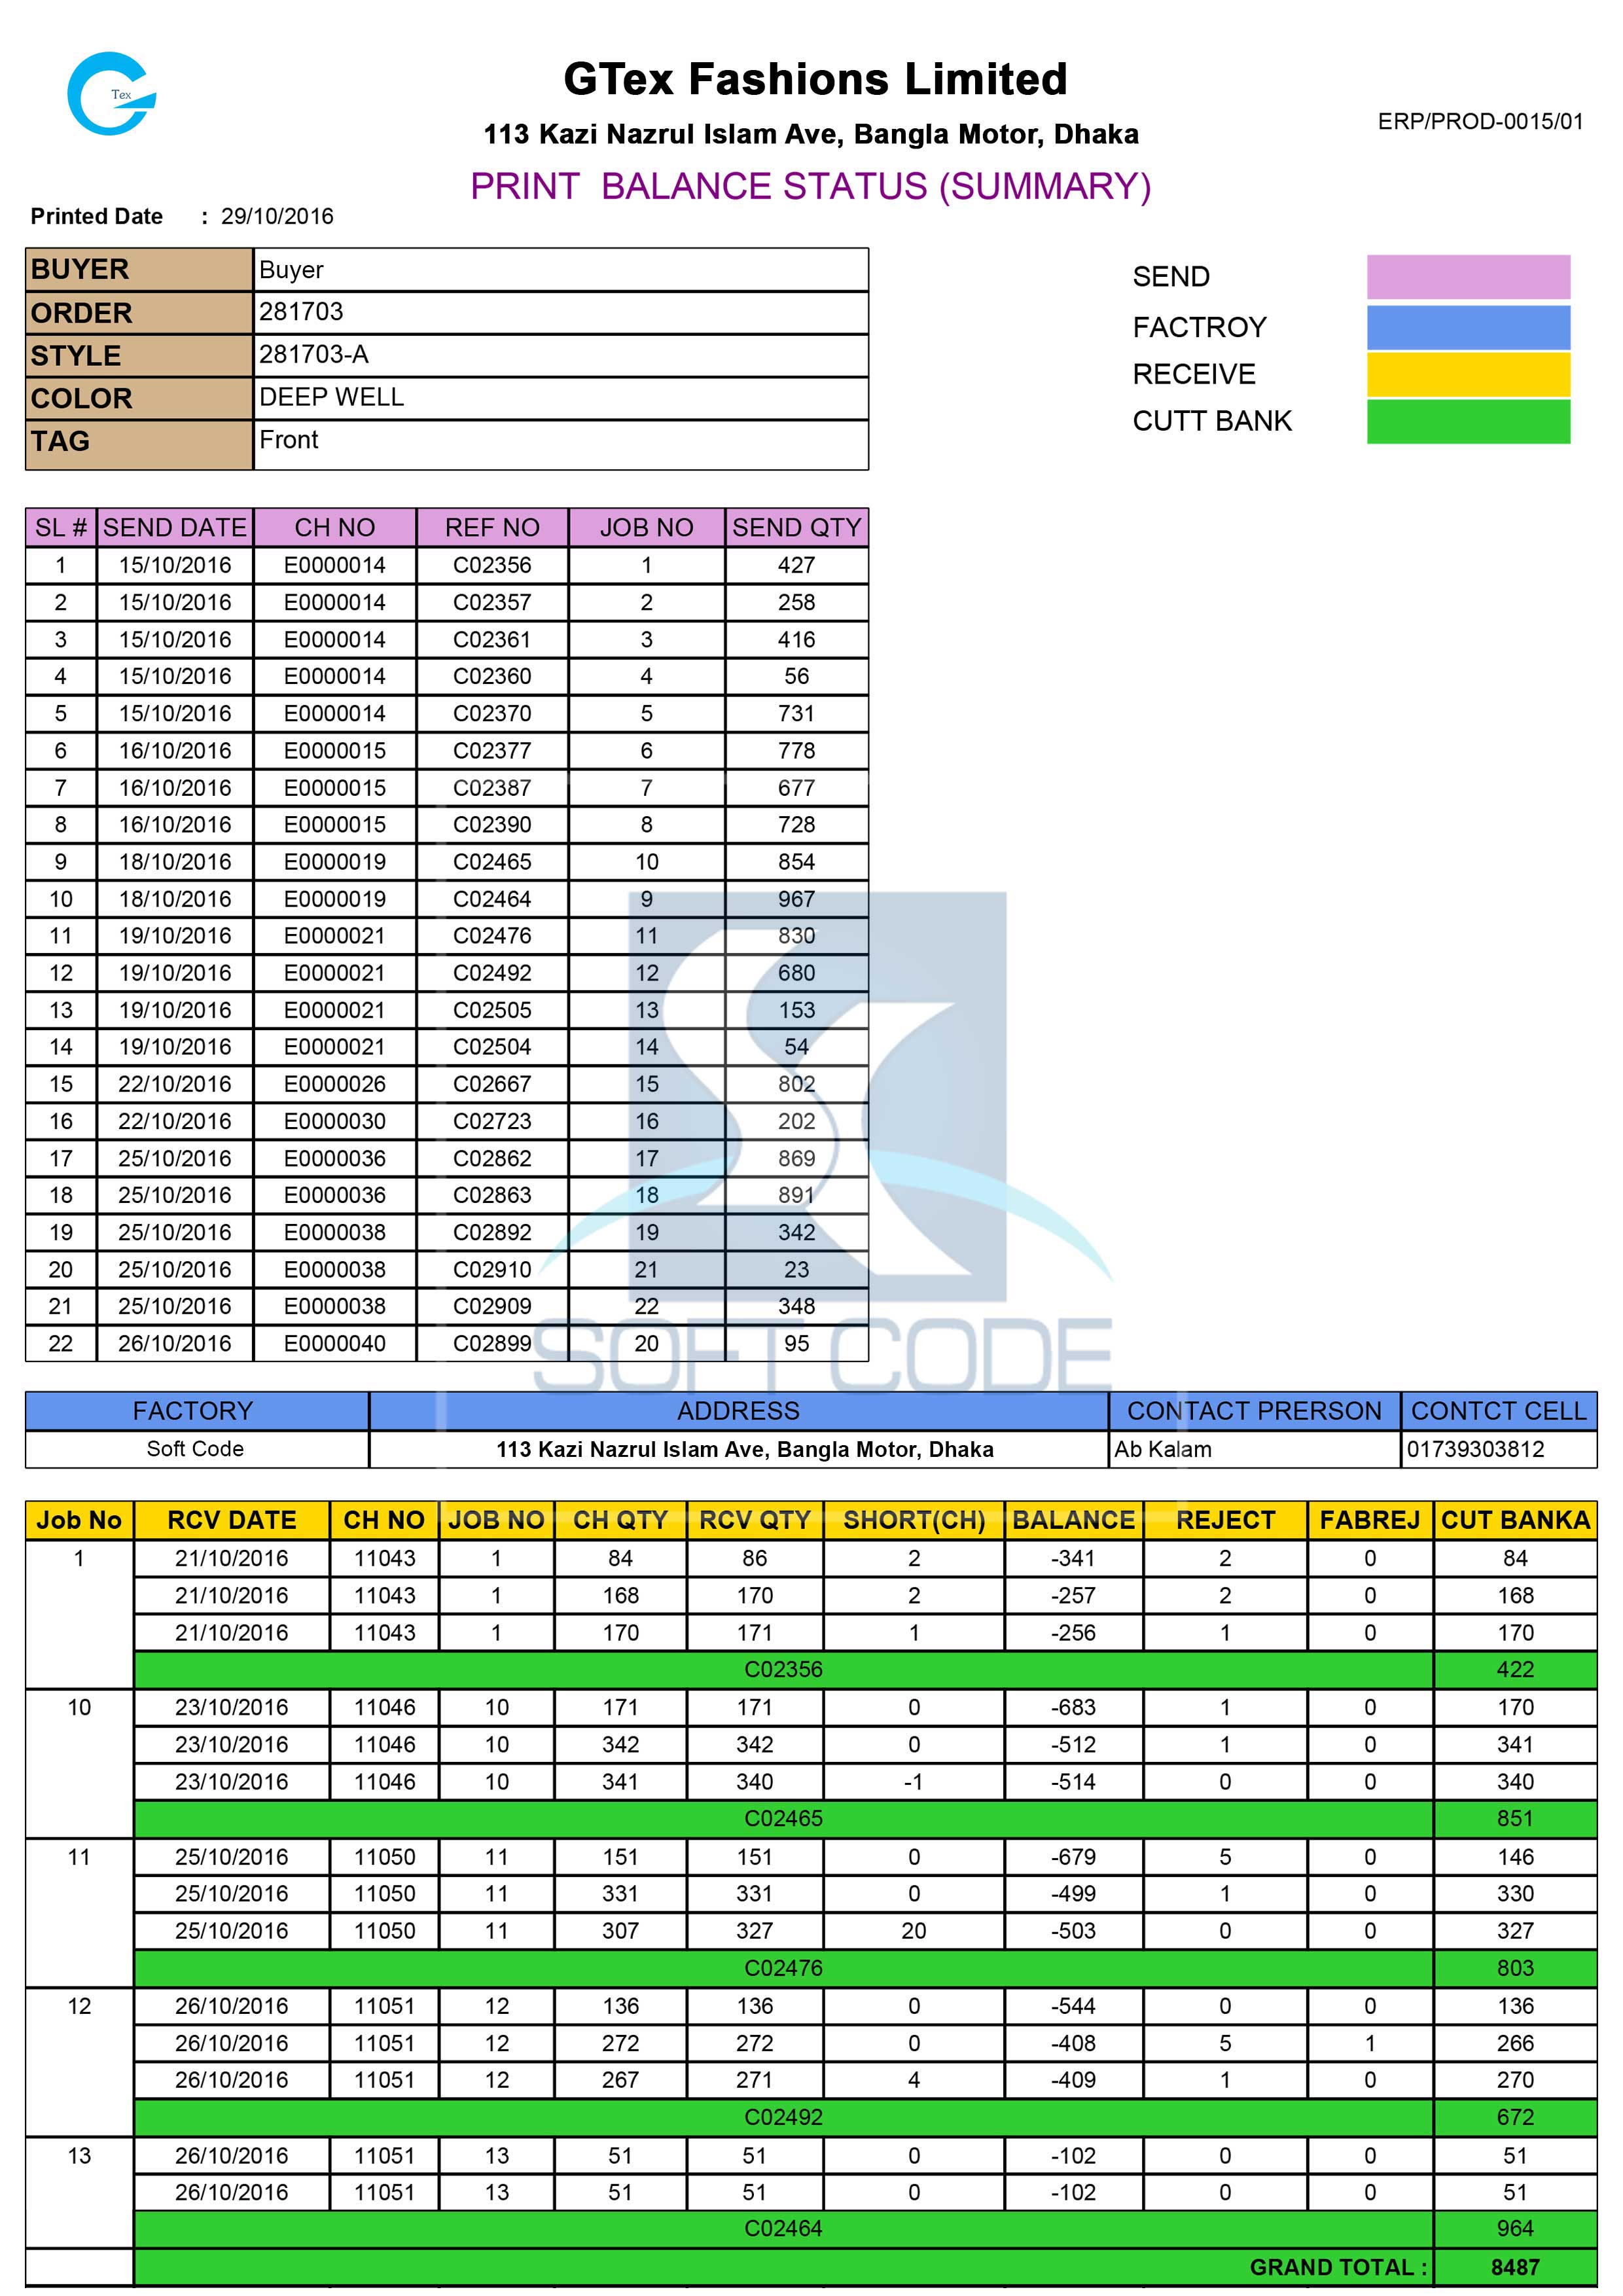 Tex
GTex Fashions Limited
113 Kazi Nazrul Islam Ave, Bangla Motor, Dhaka
ERP/PROD-0015/01
PRINT BALANCE STATUS (SUMMARY)
Printed Date : 29/10/2016
BUYER Buyer
ORDER 281703
STYLE 281703-A
COLOR DEEP WELL
TAG Front
SEND
FACTROY
RECEIVE
CUTT BANK
SL # SEND DATE CH NO REF NO JOB NO SEND QTY
1 15/10/2016 E0000014 C02356 1 427
2 15/10/2016 E0000014 C02357 2 258
3 15/10/2016 E0000014 C02361 3 416
4 15/10/2016 E0000014 C02360 4 56
5 15/10/2016 E0000014 C02370 5 731
6 16/10/2016 E0000015 C02377 6 778
7 16/10/2016 E0000015 C02387 7 677
8 16/10/2016 E0000015 C02390 8 728
9 18/10/2016 E0000019 C02465 10 854
10 18/10/2016 E0000019 C02464 9 967
11 19/10/2016 E0000021 C02476 11 830
12 19/10/2016 E0000021 C02492 12 680
13 19/10/2016 E0000021 C02505 13 153
14 19/10/2016 E0000021 C02504 14 54
15 22/10/2016 E0000026 C02667 15 802
16 22/10/2016 E0000030 C02723 16 202
17 25/10/2016 E0000036 C02862 17 869
18 25/10/2016 E0000036 C02863 18 891
19 25/10/2016 E0000038 C02892 19 342
20 25/10/2016 E0000038 C02910 21 23
21 25/10/2016 E0000038 C02909 22 348
22 26/10/2016 E0000040 C02899 20 95
SOFT CODE
FACTORY ADDRESS CONTACT PRERSON CONTCT CELL
Soft Code 113 Kazi Nazrul Islam Ave, Bangla Motor, Dhaka Ab Kalam 01739303812
Job No RCV DATE CH NO JOB NO CH QTY RCV QTY SHORT(CH) BALANCE REJECT FABREJ CUT BANKA
1 21/10/2016 11043 1 84 86 2 -341 2 0 84
21/10/2016 11043 1 168 170 2 -257 2 0 168
21/10/2016 11043 1 170 171 1 -256 1 0 170
C02356 422
10 23/10/2016 11046 10 171 171 0 -683 1 0 170
23/10/2016 11046 10 342 342 0 -512 1 0 341
23/10/2016 11046 10 341 340 -1 -514 0 0 340
C02465 851
11 25/10/2016 11050 11 151 151 0 -679 5 0 146
25/10/2016 11050 11 331 331 0 -499 1 0 330
25/10/2016 11050 11 307 327 20 -503 0 0 327
C02476 803
12 26/10/2016 11051 12 136 136 0 -544 0 0 136
26/10/2016 11051 12 272 272 0 -408 5 1 266
26/10/2016 11051 12 267 271 4 -409 1 0 270
C02492 672
13 26/10/2016 11051 13 51 51 0 -102 0 0 51
26/10/2016 11051 13 51 51 0 -102 0 0 51
C02464 964
GRAND TOTAL : 8487